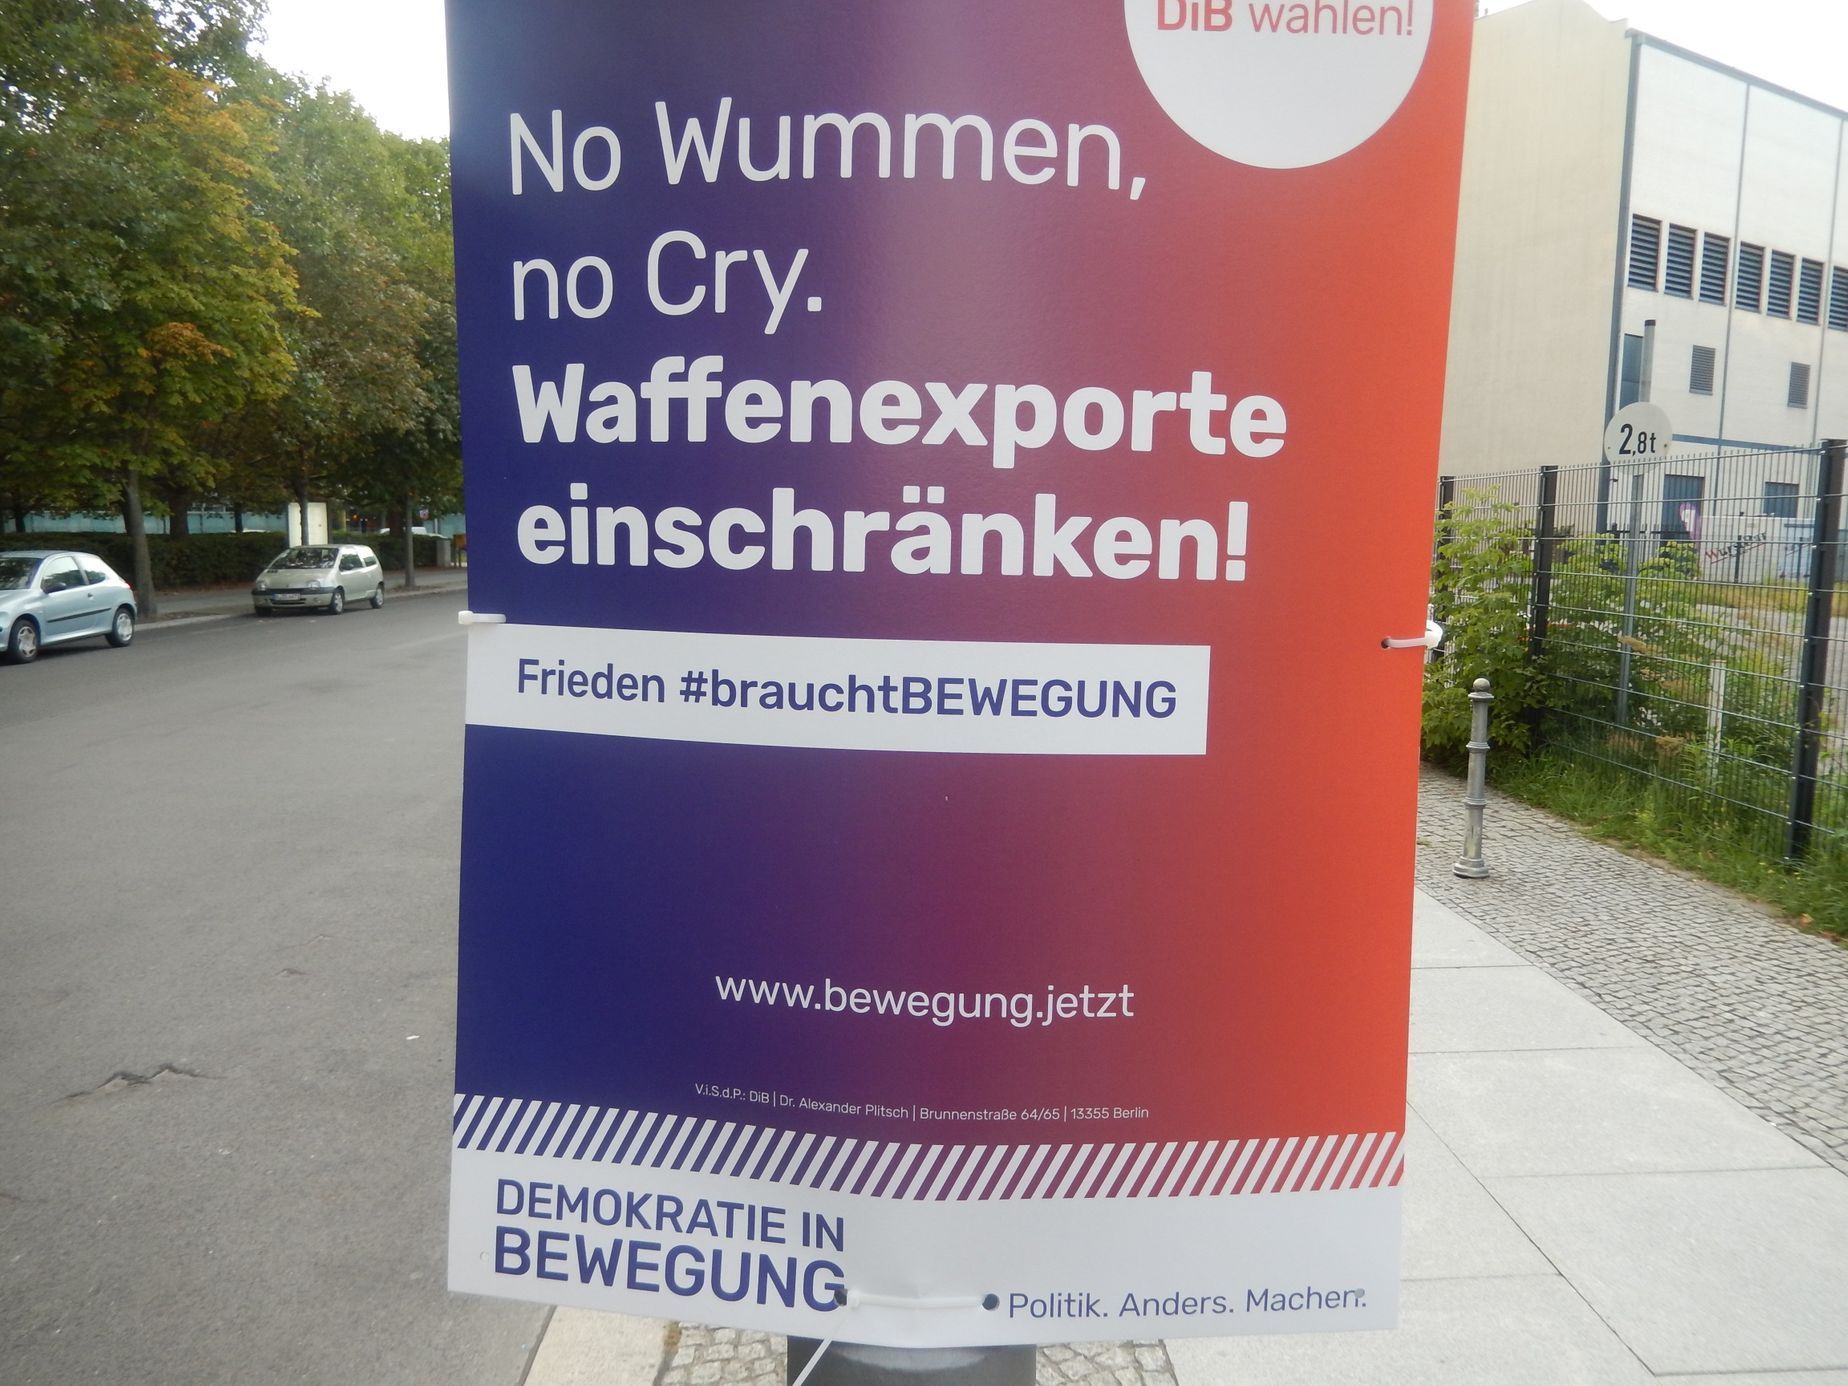 DiB wählen!
No Wummen,
no Cry.
Waffenexporte
einschränken!
Frieden #brauchtBEWEGUNG
www.bewegung.jetzt
V.i.S.d.P.: DiB | Dr. Alexander Plitsch | Brunnenstraße 64/65 | 13355 Berlin
DEMOKRATIE IN
BEWEGUNG
Politik. Anders. Machen.
2,8t